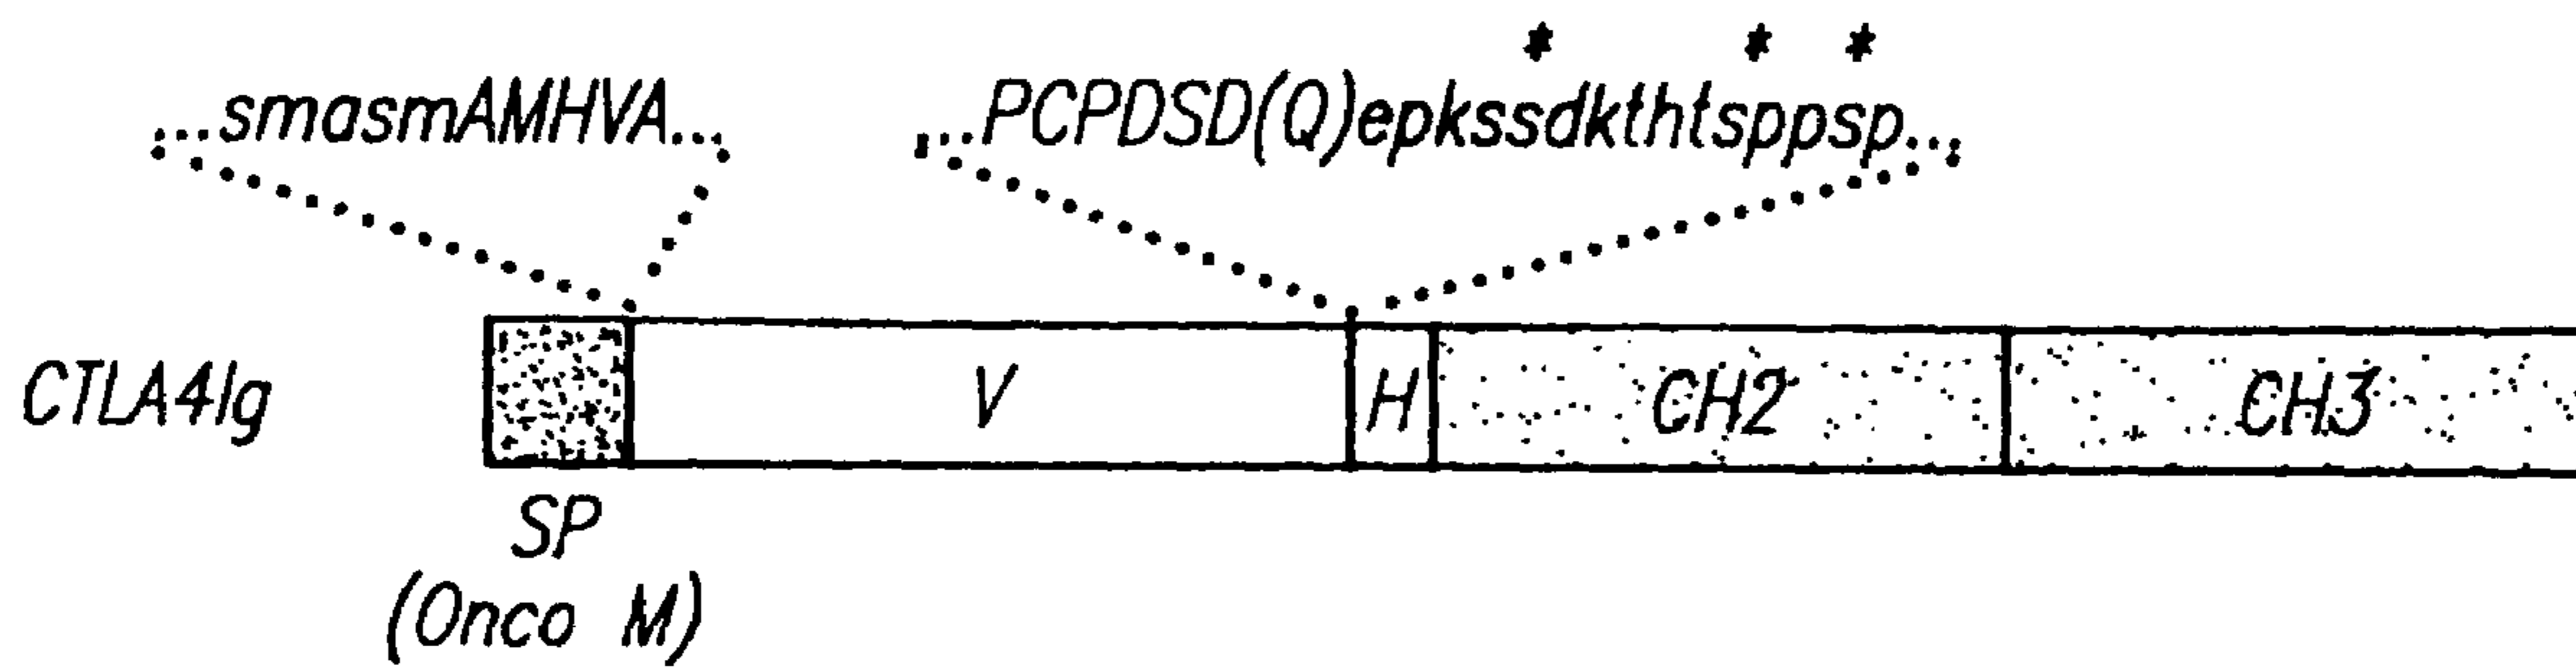 * * *
...smasmAMHVA... ...PCPDSD(Q)epkssdkthtsppsp...
CTLA4Ig V H CH2 CH3
SP
(Onco M)